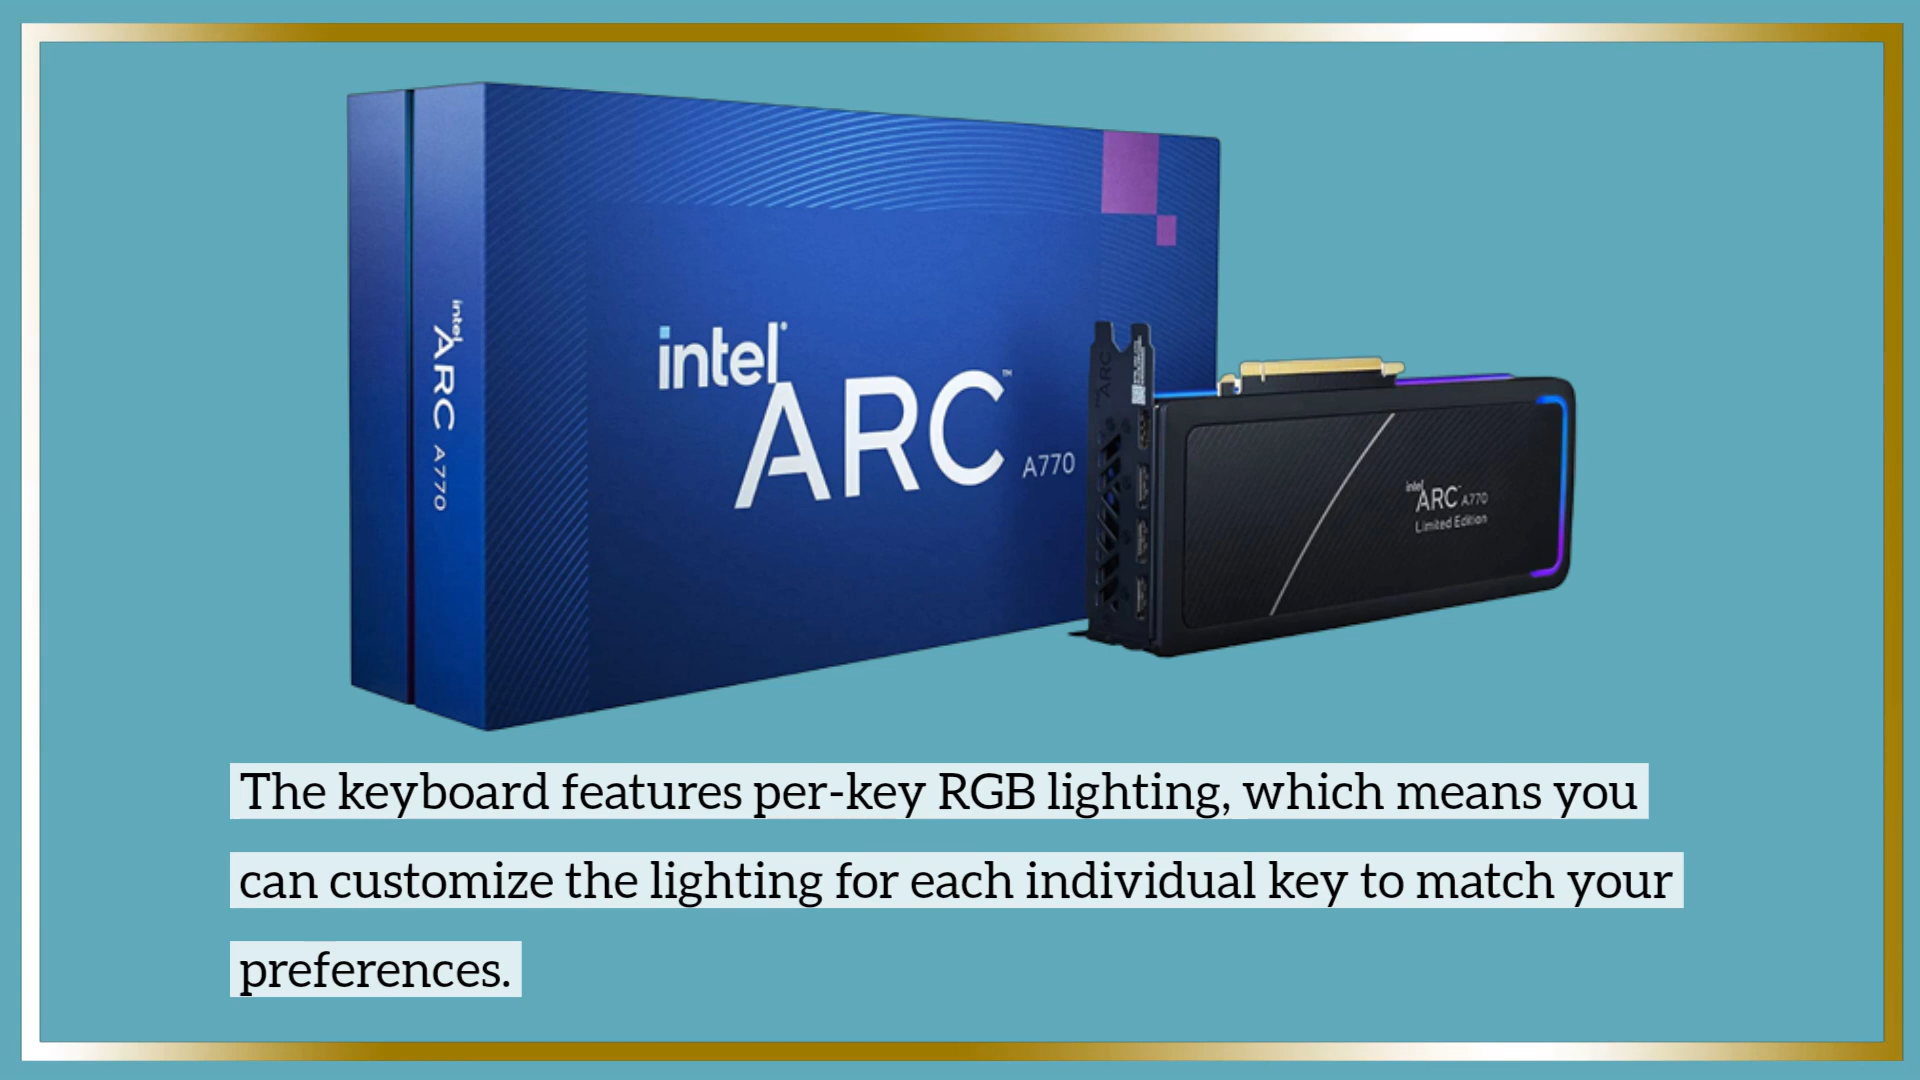 intel
ARC A770
intel
ARC A770
intel
ARC A770
Limited Edition
ARC
The keyboard features per-key RGB lighting, which means you
can customize the lighting for each individual key to match your
preferences.